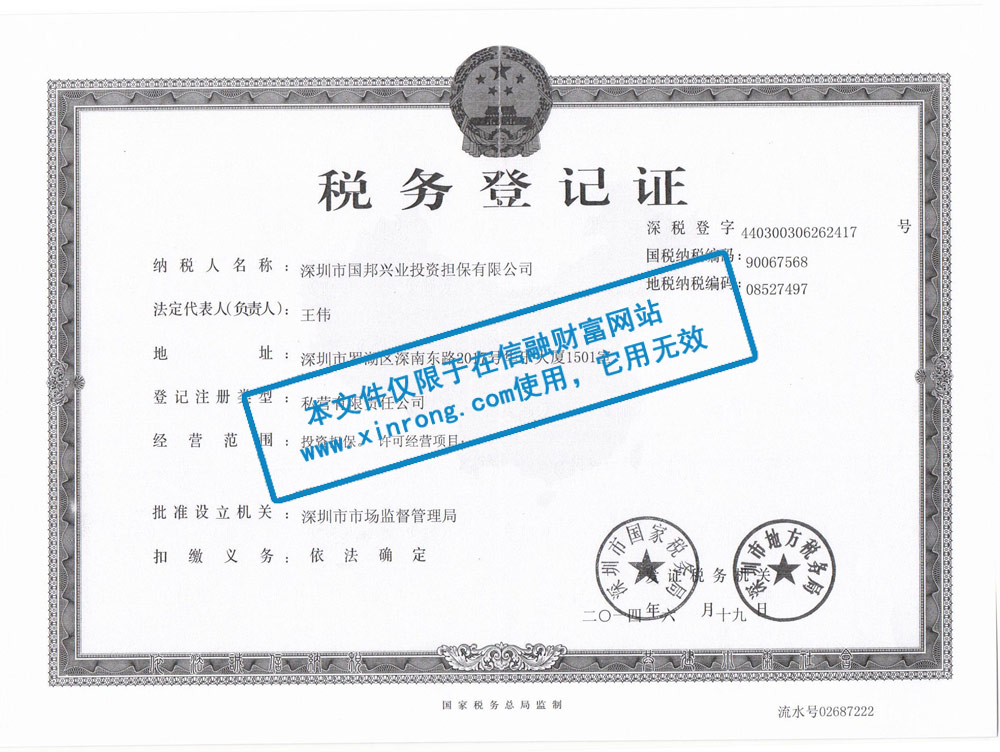 税务登记证
深税登字 440300306262417 号
国税纳税编码：90067568
地税纳税编码：08527497
纳税人名称：深圳市国邦兴业投资担保有限公司
法定代表人(负责人)：王伟
地址：深圳市罗湖区深南东路20 大厦1501室
登记注册类型：私营有限责任公司
经营范围：投资担保。许可经营项目：
本文件仅限于在信融财富网站
www.xinrong.com使用，它用无效
批准设立机关：深圳市市场监督管理局
扣缴义务：依法确定
深圳市国家税务局
深圳市地方税务局
发证税务机关
二〇一四年六月十九日
国家税务总局监制
流水号02687222